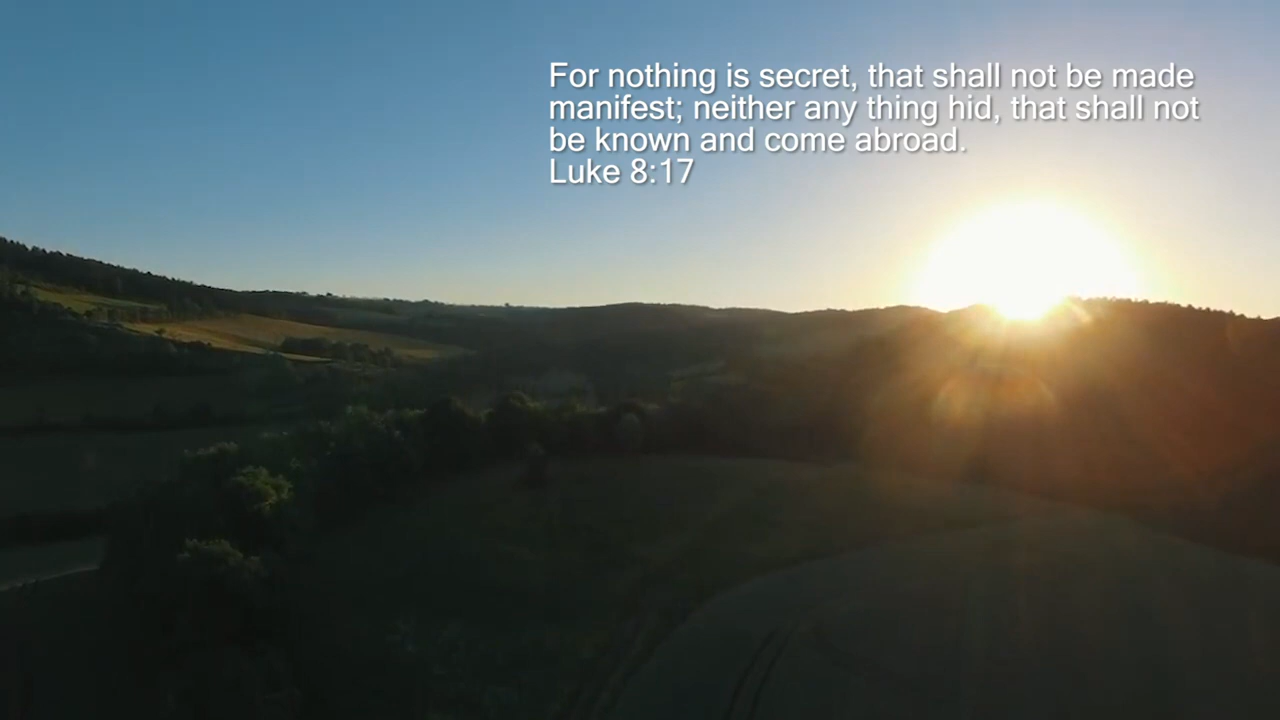 For nothing is secret, that shall not be made
manifest; neither any thing hid, that shall not
be known and come abroad.
Luke 8:17